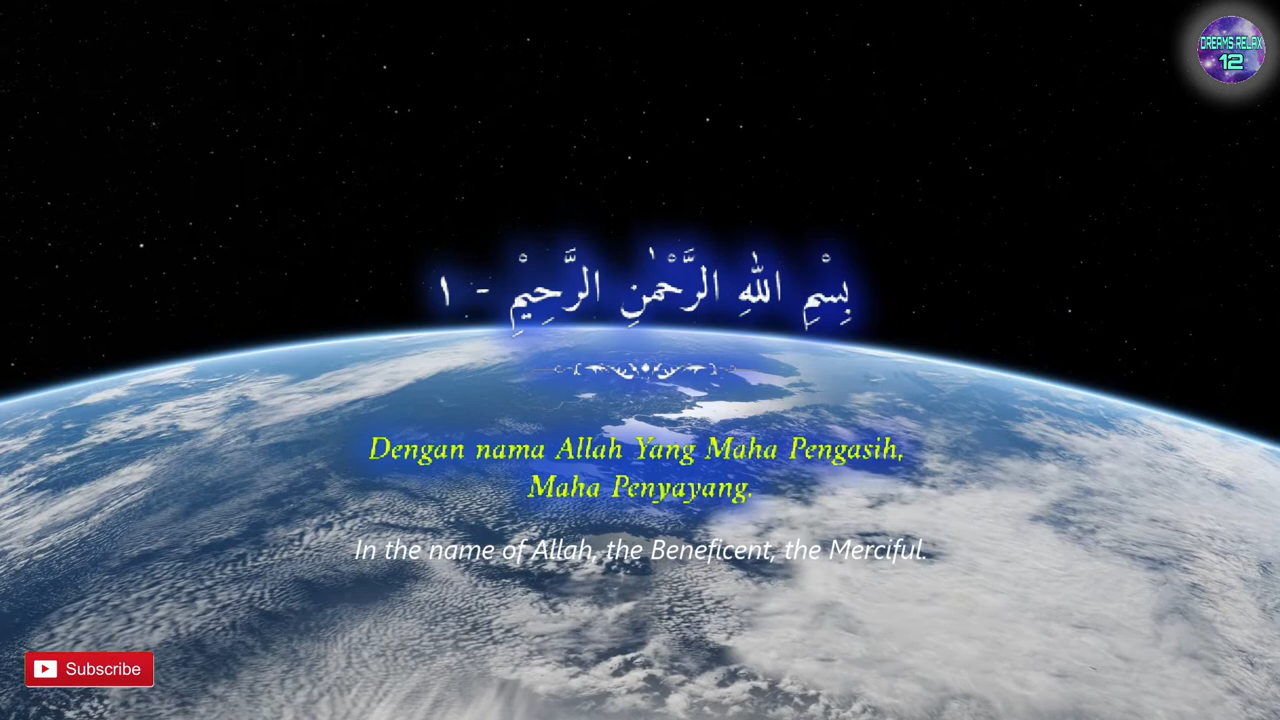 DREAMS RELAX
12
بِسْمِ اللّٰهِ الرَّحْمٰنِ الرَّحِيْمِ - ١
Dengan nama Allah Yang Maha Pengasih,
Maha Penyayang.
In the name of Allah, the Beneficent, the Merciful.
Subscribe